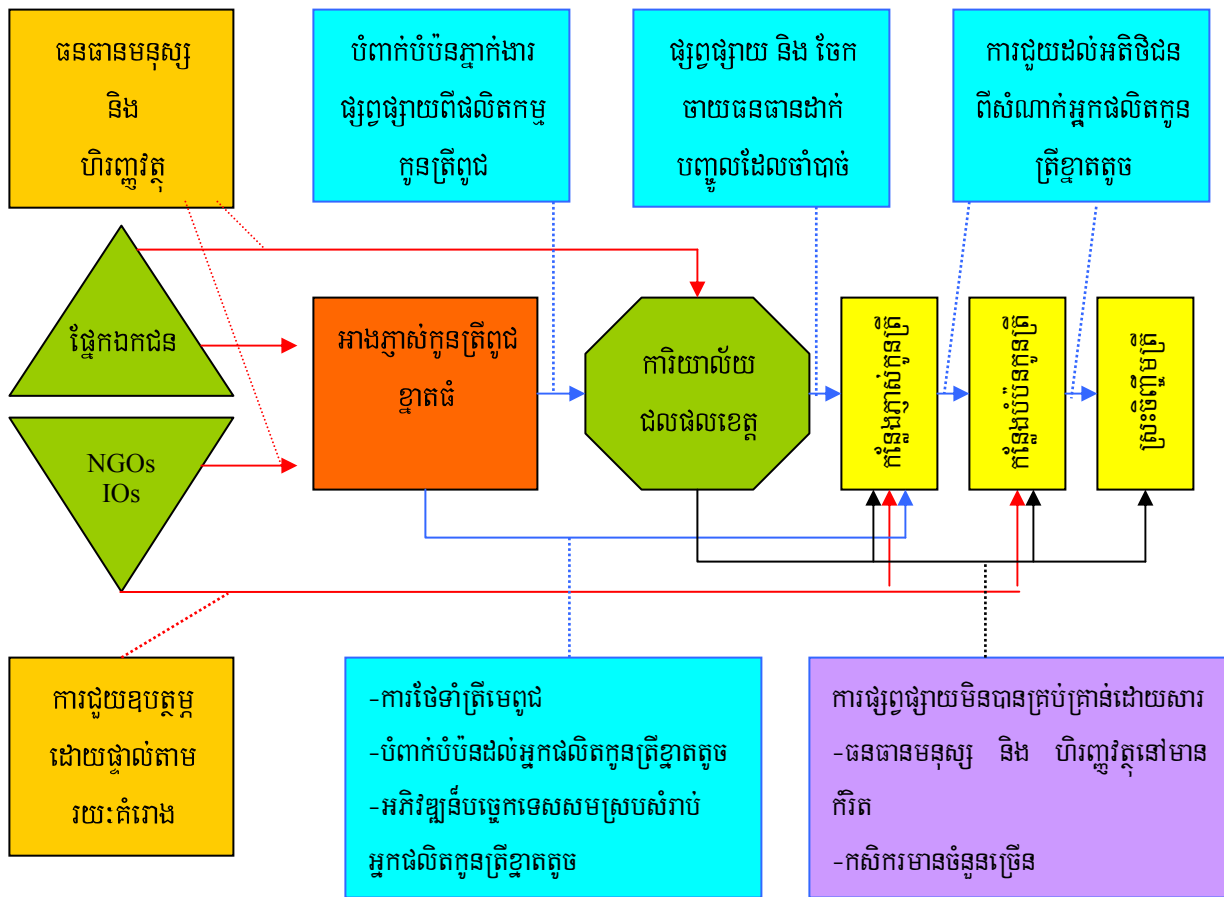 ធនធានមនុស្ស
និង
ហិរញ្ញវត្ថុ
បំពាក់បំប៉នភ្នាក់ងារ
ផ្សព្វផ្សាយពីផលិតកម្ម
កូនត្រីពូជ
ផ្សព្វផ្សាយ និង ចែក
ចាយធនធានដាក់
បញ្ចូលដែលចាំបាច់
ការជួយដល់អតិថិជន
ពីសំណាក់អ្នកផលិតកូន
ត្រីខ្នាតតូច
ផ្នែកឯកជន
NGOs
IOs
អាងភ្ញាស់កូនត្រីពូជ
ខ្នាតធំ
ការិយាល័យ
ជលផលខេត្ត
កន្លែងភ្ញាស់កូនត្រី
កន្លែងបំប៉នកូនត្រី
ស្រះចិញ្ចឹមត្រី
ការជួយឧបត្ថម្ភ
ដោយផ្ទាល់តាម
រយៈគំរោង
-ការថែទាំត្រីមេពូជ
-បំពាក់បំប៉នដល់អ្នកផលិតកូនត្រីខ្នាតតូច
-អភិវឌ្ឍន៏បច្ចេកទេសសមស្របសំរាប់
អ្នកផលិតកូនត្រីខ្នាតតូច
ការផ្សព្វផ្សាយមិនបានគ្រប់គ្រាន់ដោយសារ
-ធនធានមនុស្ស និង ហិរញ្ញវត្ថុនៅមាន
កំរិត
-កសិករមានចំនួនច្រើន